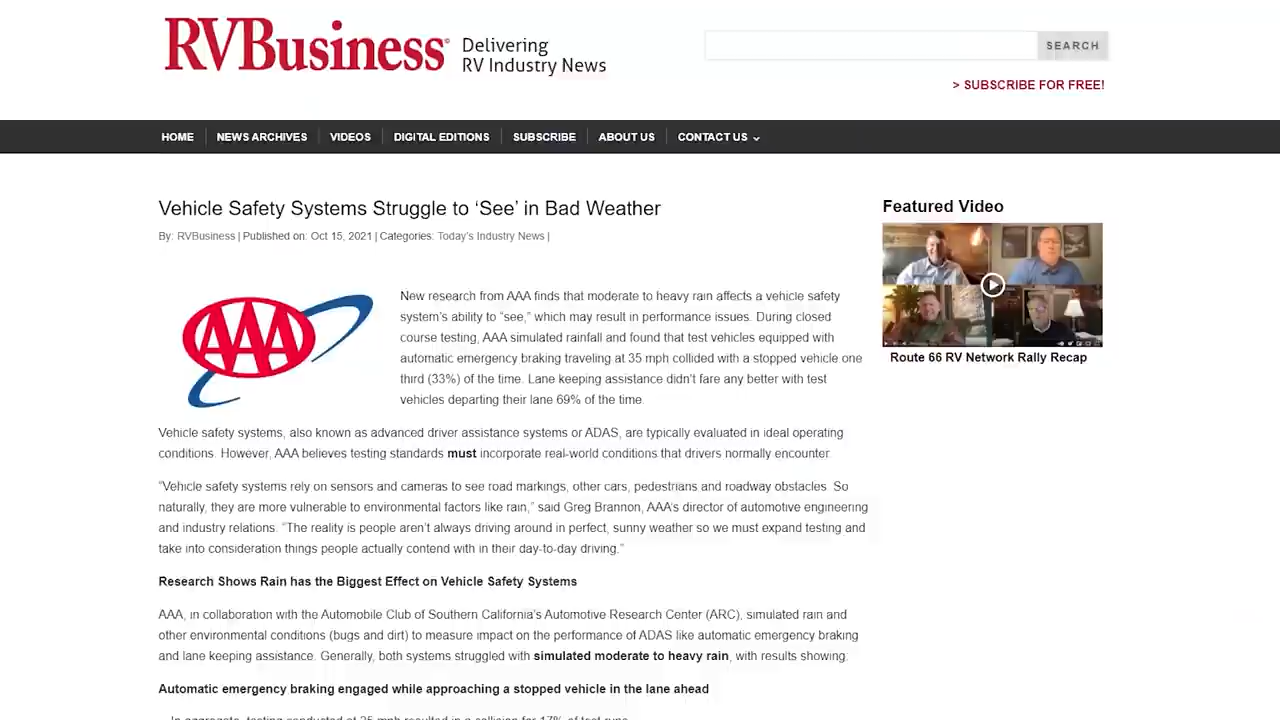 RVBusiness
Delivering
RV Industry News
SEARCH
> SUBSCRIBE FOR FREE!
HOME
NEWS ARCHIVES
VIDEOS
DIGITAL EDITIONS
SUBSCRIBE
ABOUT US
CONTACT US
Vehicle Safety Systems Struggle to ‘See’ in Bad Weather
By: RVBusiness | Published on: Oct 15, 2021 | Categories: Today's Industry News |
AAA
New research from AAA finds that moderate to heavy rain affects a vehicle safety
system’s ability to “see,” which may result in performance issues. During closed
course testing, AAA simulated rainfall and found that test vehicles equipped with
automatic emergency braking traveling at 35 mph collided with a stopped vehicle one
third (33%) of the time. Lane keeping assistance didn’t fare any better with test
vehicles departing their lane 69% of the time.
Vehicle safety systems, also known as advanced driver assistance systems or ADAS, are typically evaluated in ideal operating
conditions. However, AAA believes testing standards must incorporate real-world conditions that drivers normally encounter.
“Vehicle safety systems rely on sensors and cameras to see road markings, other cars, pedestrians and roadway obstacles. So
naturally, they are more vulnerable to environmental factors like rain,” said Greg Brannon, AAA’s director of automotive engineering
and industry relations. “The reality is people aren’t always driving around in perfect, sunny weather so we must expand testing and
take into consideration things people actually contend with in their day-to-day driving.”
Research Shows Rain has the Biggest Effect on Vehicle Safety Systems
AAA, in collaboration with the Automobile Club of Southern California’s Automotive Research Center (ARC), simulated rain and
other environmental conditions (bugs and dirt) to measure impact on the performance of ADAS like automatic emergency braking
and lane keeping assistance. Generally, both systems struggled with simulated moderate to heavy rain, with results showing:
Automatic emergency braking engaged while approaching a stopped vehicle in the lane ahead
In aggregate, testing conducted at 25 mph resulted in a collision for 17% of test runs
Featured Video
Route 66 RV Network Rally Recap